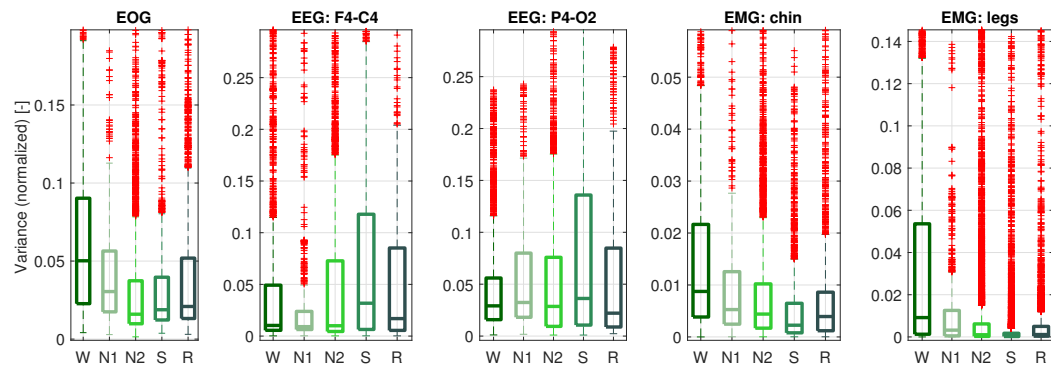 EOG
EEG: F4-C4
EEG: P4-O2
EMG: chin
EMG: legs
Variance (normalized) [-]
0.15
0.1
0.05
0
W N1 N2 S R
0.25
0.2
0.15
0.1
0.05
0
W N1 N2 S R
0.25
0.2
0.15
0.1
0.05
0
W N1 N2 S R
0.05
0.04
0.03
0.02
0.01
0
W N1 N2 S R
0.14
0.12
0.1
0.08
0.06
0.04
0.02
0
W N1 N2 S R